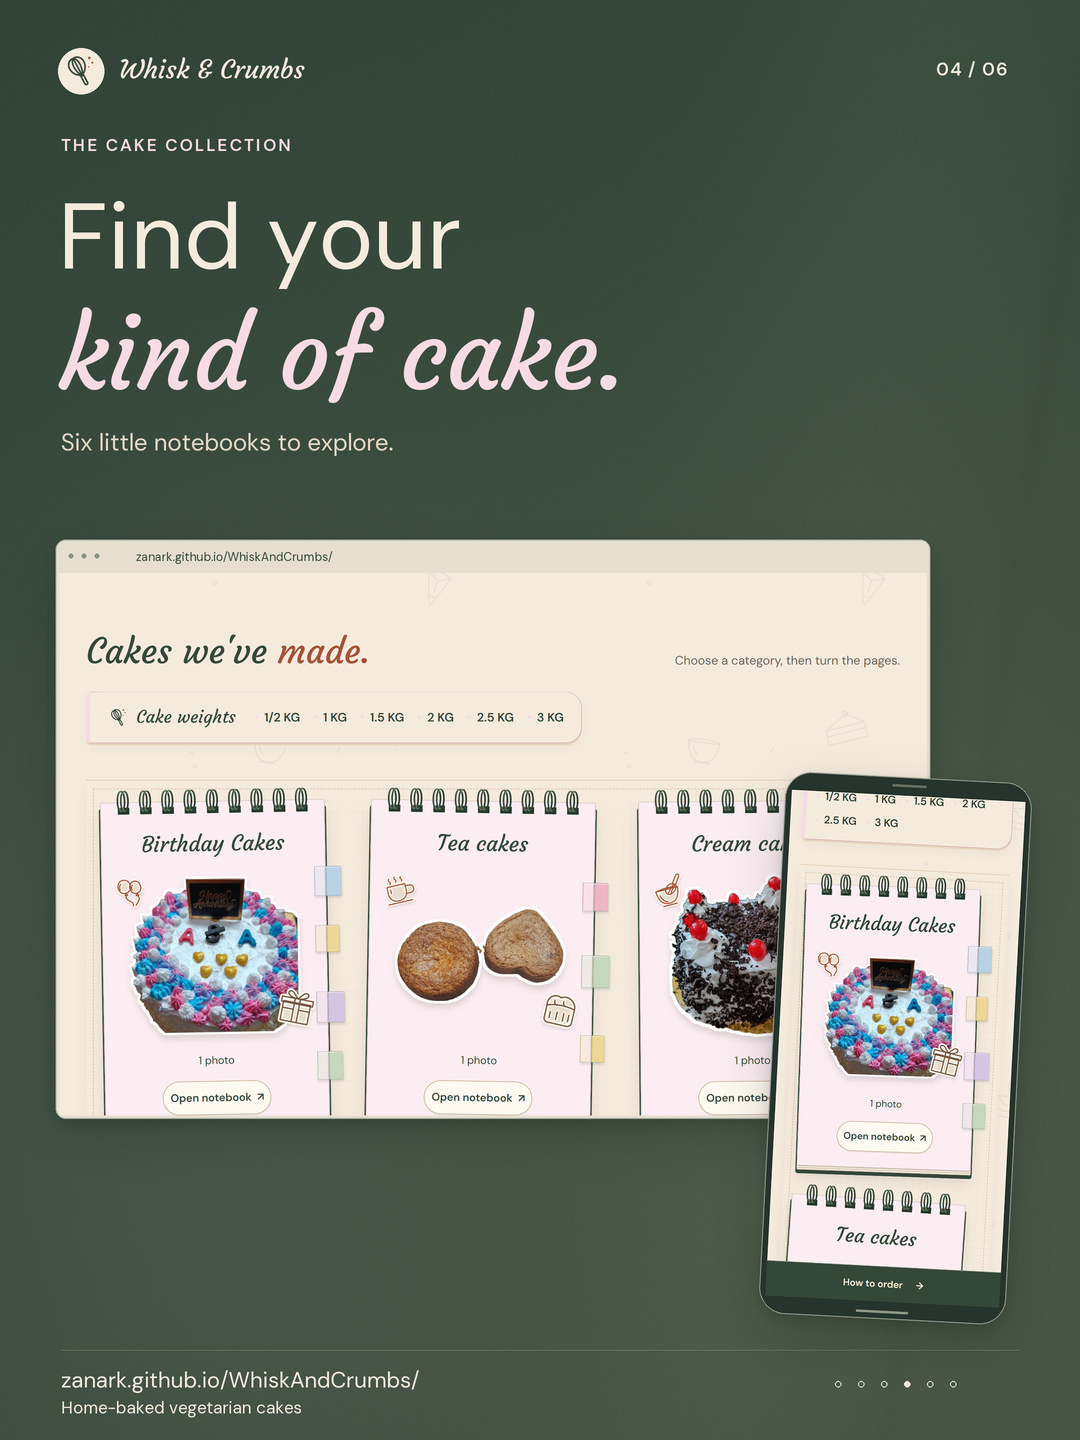 Whisk & Crumbs
04 / 06
THE CAKE COLLECTION
Find your
kind of cake.
Six little notebooks to explore.
zanark.github.io/WhiskAndCrumbs/
Cakes we've made.
Choose a category, then turn the pages.
Cake weights 1/2 KG 1 KG 1.5 KG 2 KG 2.5 KG 3 KG
Birthday Cakes
A & A
1 photo
Open notebook ↗
Tea cakes
1 photo
Open notebook ↗
Cream ca
1 photo
Open noteb
1/2 KG 1 KG 1.5 KG 2 KG
2.5 KG 3 KG
Birthday Cakes
A & A
1 photo
Open notebook ↗
Tea cakes
How to order →
zanark.github.io/WhiskAndCrumbs/
Home-baked vegetarian cakes